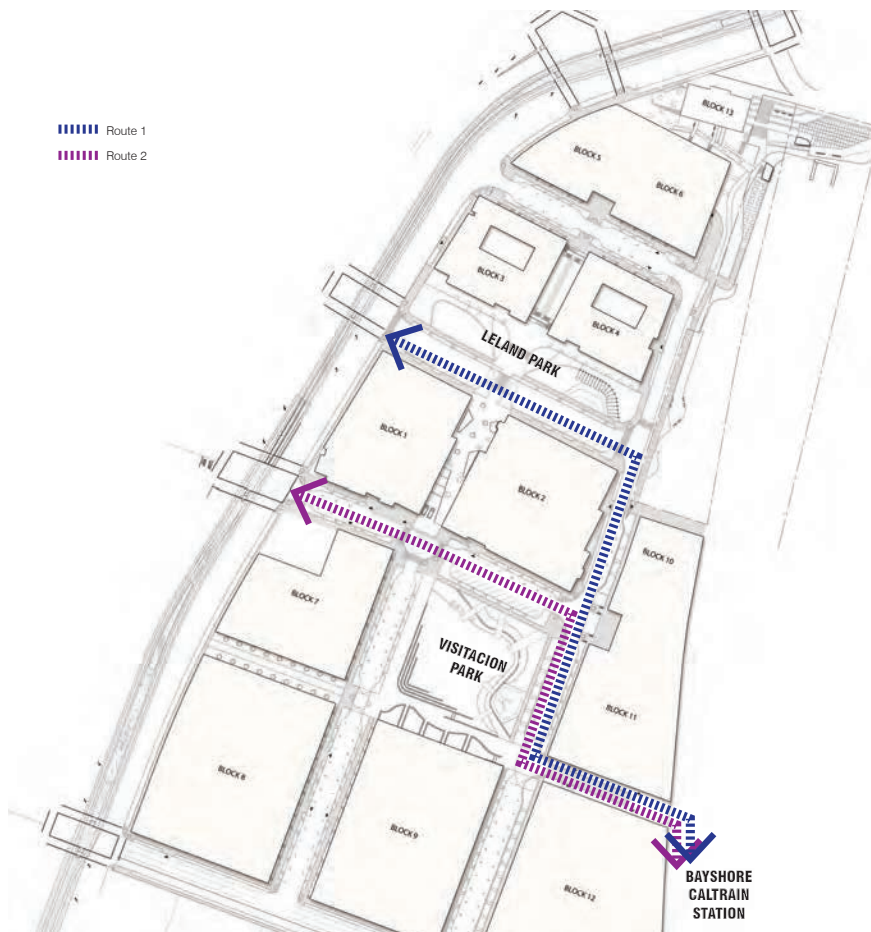 Route 1
Route 2
BLOCK 13
BLOCK 5
BLOCK 6
BLOCK 3
BLOCK 4
LELAND PARK
BLOCK 1
BLOCK 2
BLOCK 10
BLOCK 7
VISITACION
PARK
BLOCK 11
BLOCK 8
BLOCK 9
BLOCK 12
BAYSHORE
CALTRAIN
STATION